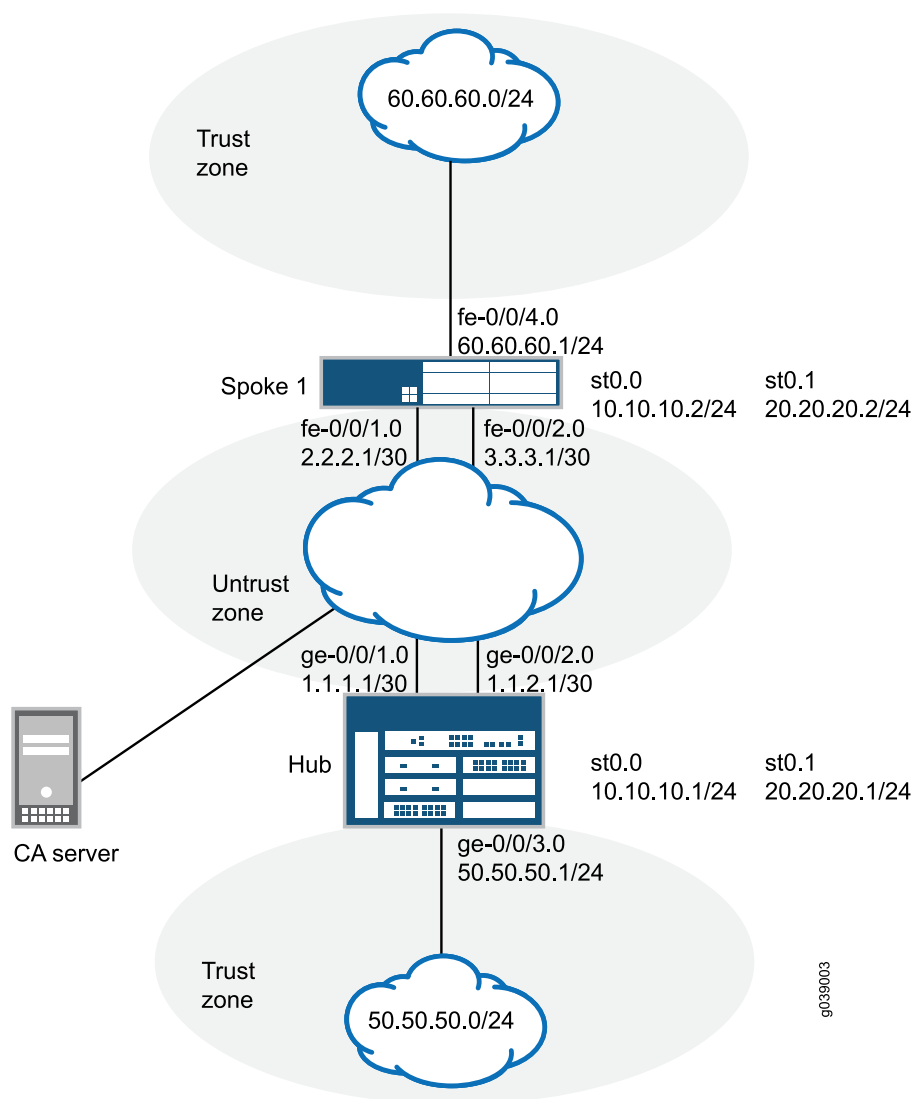 60.60.60.0/24
Trust
zone
fe-0/0/4.0
60.60.60.1/24
Spoke 1
st0.0
10.10.10.2/24
st0.1
20.20.20.2/24
fe-0/0/1.0
2.2.2.1/30
fe-0/0/2.0
3.3.3.1/30
Untrust
zone
ge-0/0/1.0
1.1.1.1/30
ge-0/0/2.0
1.1.2.1/30
Hub
st0.0
10.10.10.1/24
st0.1
20.20.20.1/24
CA server
ge-0/0/3.0
50.50.50.1/24
Trust
zone
50.50.50.0/24
g039003